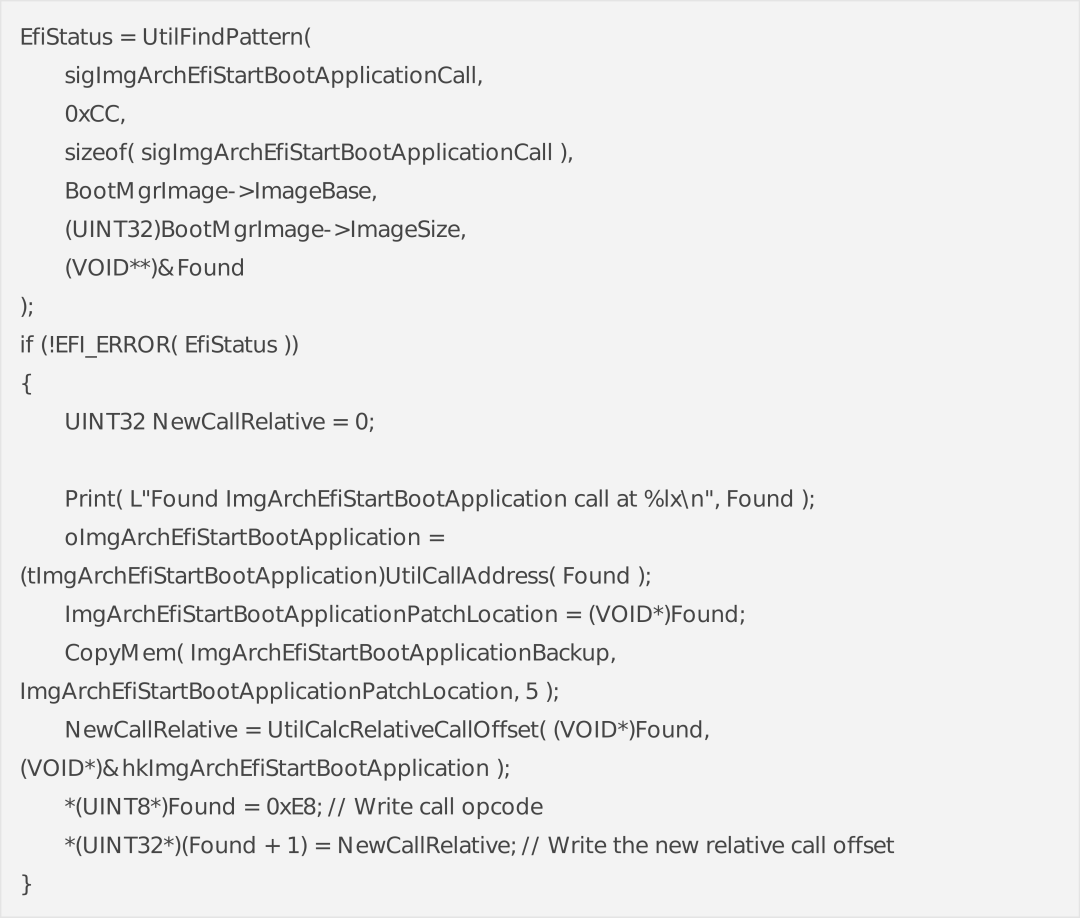 EfiStatus = UtilFindPattern(
sigImgArchEfiStartBootApplicationCall,
0xCC,
sizeof( sigImgArchEfiStartBootApplicationCall ),
BootMgrImage->ImageBase,
(UINT32)BootMgrImage->ImageSize,
(VOID**)&Found
);
if (!EFI_ERROR( EfiStatus ))
{
UINT32 NewCallRelative = 0;
Print( L"Found ImgArchEfiStartBootApplication call at %lx\n", Found );
oImgArchEfiStartBootApplication =
(tImgArchEfiStartBootApplication)UtilCallAddress( Found );
ImgArchEfiStartBootApplicationPatchLocation = (VOID*)Found;
CopyMem( ImgArchEfiStartBootApplicationBackup,
ImgArchEfiStartBootApplicationPatchLocation, 5 );
NewCallRelative = UtilCalcRelativeCallOffset( (VOID*)Found,
(VOID*)&hkImgArchEfiStartBootApplication );
*(UINT8*)Found = 0xE8; // Write call opcode
*(UINT32*)(Found + 1) = NewCallRelative; // Write the new relative call offset
}